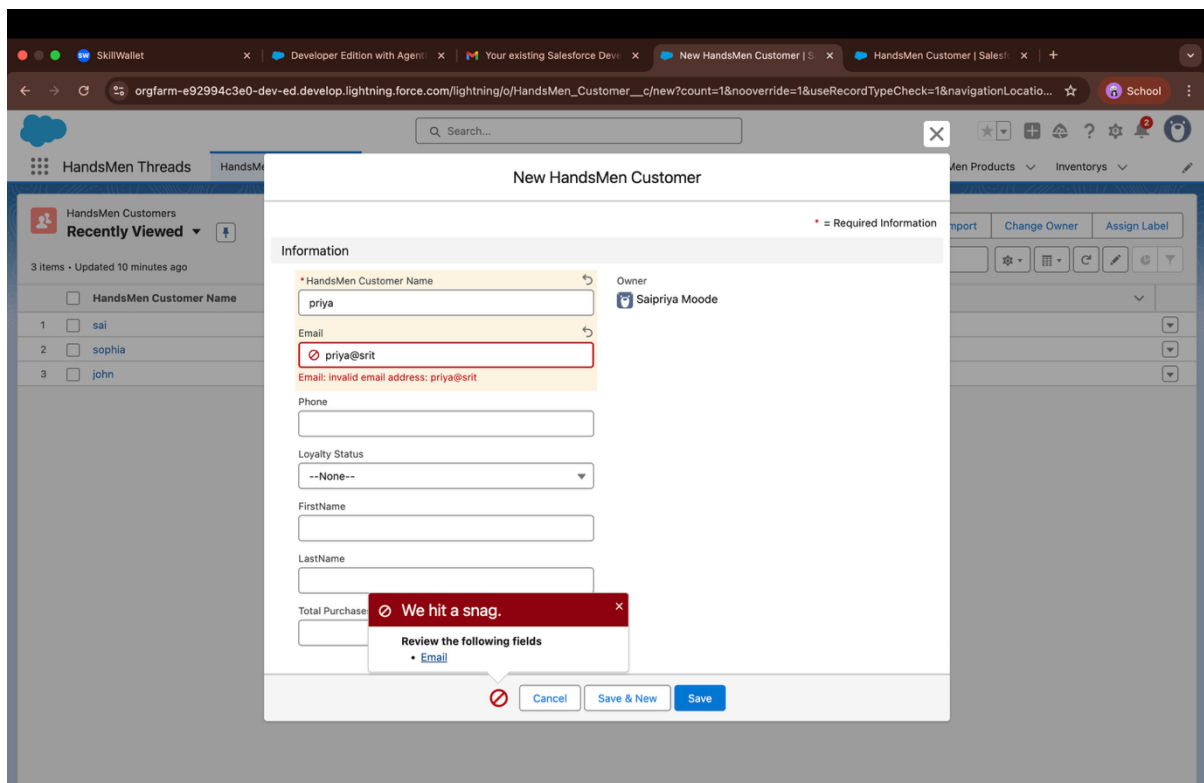 SkillWallet
Developer Edition with Agent
Your existing Salesforce Deve
New HandsMen Customer | S
HandsMen Customer | Salesf
orgfarm-e92994c3e0-dev-ed.develop.lightning.force.com/lightning/o/HandsMen_Customer__c/new?count=1&nooverride=1&useRecordTypeCheck=1&navigationLocatio...
School
Search...
2
HandsMen Threads
HandsMe
Men Products
Inventorys
New HandsMen Customer
HandsMen Customers
Recently Viewed
* = Required Information
mport
Change Owner
Assign Label
Information
3 items • Updated 10 minutes ago
HandsMen Customer Name
1 sai
2 sophia
3 john
*HandsMen Customer Name
priya
Owner
Saipriya Moode
Email
priya@srit
Email: invalid email address: priya@srit
Phone
Loyalty Status
--None--
FirstName
LastName
Total Purchase
We hit a snag.
Review the following fields
• Email
Cancel
Save & New
Save